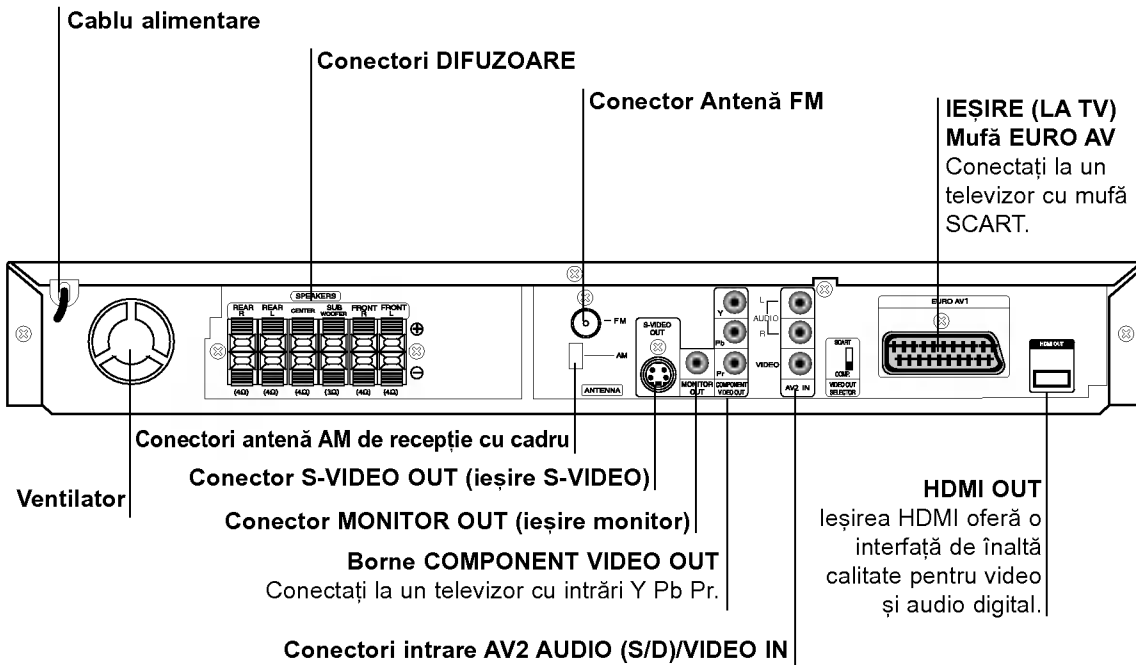 Cablu alimentare
Conectori DIFUZOARE
Conector Antenă FM
IEȘIRE (LA TV)
Mufă EURO AV
Conectați la un
televizor cu mufă
SCART.
SPEAKERS
REAR R
REAR L
CENTER
SUB WOOFER
FRONT R
FRONT L
(4Ω) (4Ω) (4Ω) (3Ω) (4Ω) (4Ω)
FM
AM
ANTENNA
S-VIDEO OUT
MONITOR OUT
Y
Pb
Pr
COMPONENT VIDEO OUT
L
AUDIO
R
VIDEO
AV2 IN
SCART
COMP.
VIDEO OUT SELECTOR
EURO AV1
HDMI OUT
Conectori antenă AM de recepție cu cadru
Conector S-VIDEO OUT (ieșire S-VIDEO)
Ventilator
Conector MONITOR OUT (ieșire monitor)
Borne COMPONENT VIDEO OUT
Conectați la un televizor cu intrări Y Pb Pr.
Conectori intrare AV2 AUDIO (S/D)/VIDEO IN
HDMI OUT
Ieșirea HDMI oferă o
interfață de înaltă
calitate pentru video
și audio digital.